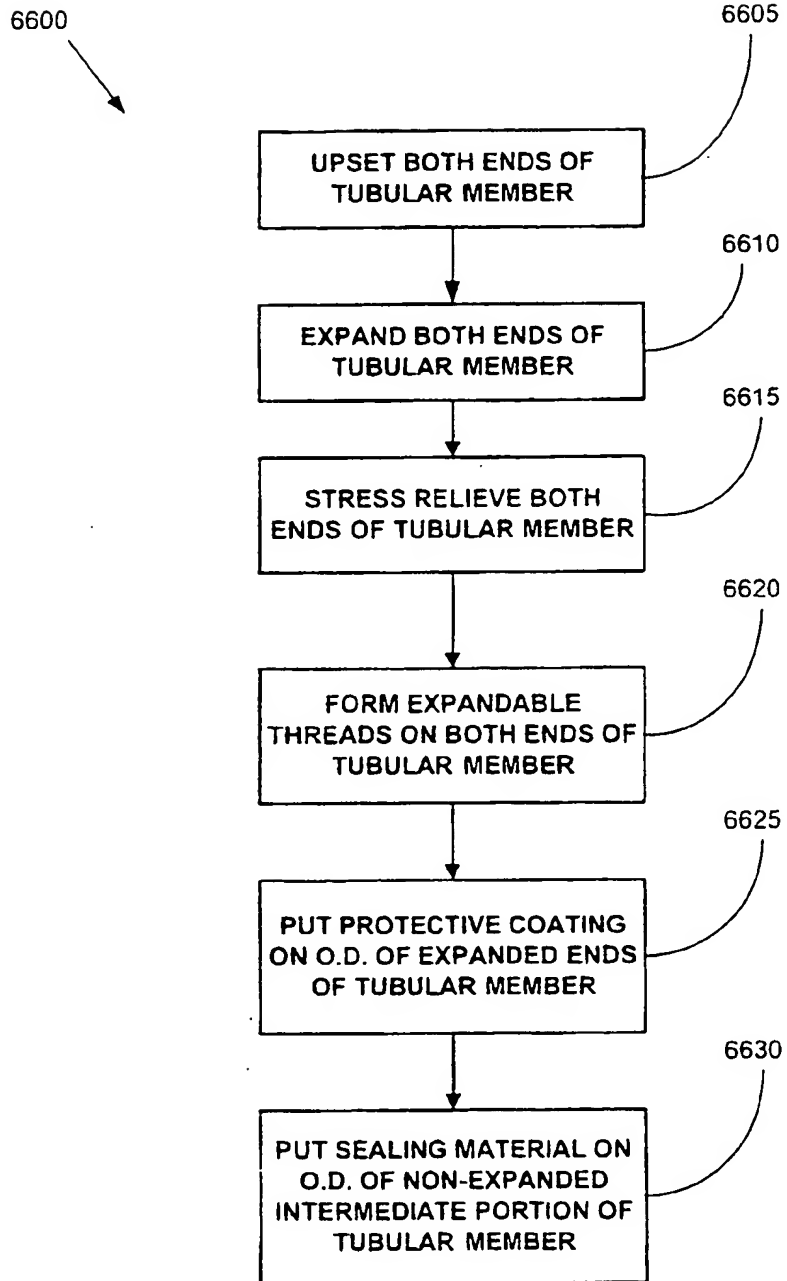 6600
6605
UPSET BOTH ENDS OF
TUBULAR MEMBER
6610
EXPAND BOTH ENDS OF
TUBULAR MEMBER
6615
STRESS RELIEVE BOTH
ENDS OF TUBULAR MEMBER
6620
FORM EXPANDABLE
THREADS ON BOTH ENDS OF
TUBULAR MEMBER
6625
PUT PROTECTIVE COATING
ON O.D. OF EXPANDED ENDS
OF TUBULAR MEMBER
6630
PUT SEALING MATERIAL ON
O.D. OF NON-EXPANDED
INTERMEDIATE PORTION OF
TUBULAR MEMBER